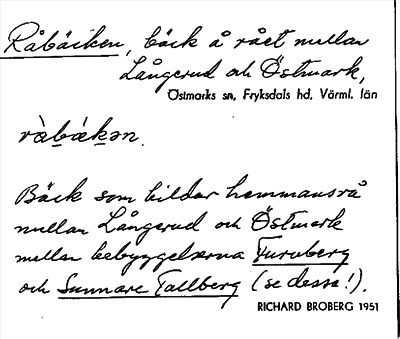 Råbäcken, bäck å rået mellan
Långerud och Östmark,
Östmarks sn, Fryksdals hd, Värml. län
ràbǽkən.
Bäck som bildar hemmansrå
mellan Långerud och Östmark
mellan bebyggelserna Furuberg
och Sunnare Tallberg (se dessa!).
RICHARD BROBERG 1951